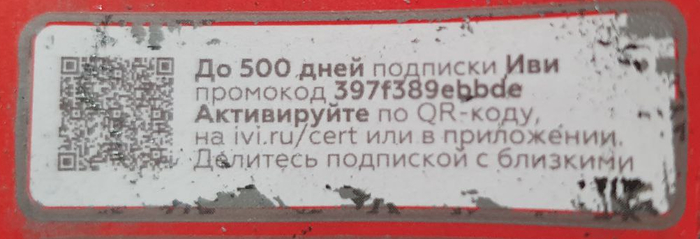 До 500 дней подписки Иви
промокод 397f389ebbde
Активируйте по QR-коду,
на ivi.ru/cert или в приложении.
Делитесь подпиской с близкими